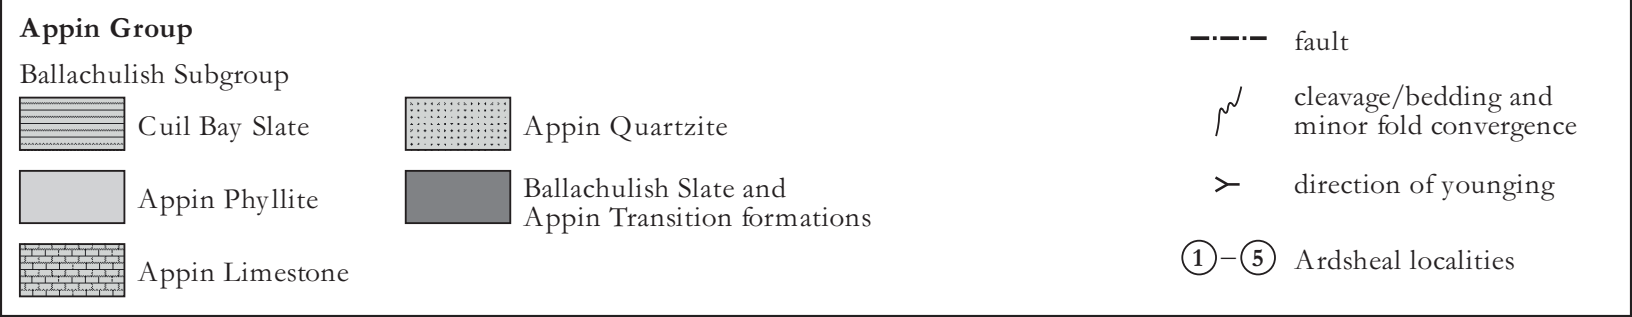 Appin Group
Ballachulish Subgroup
Cuil Bay Slate
Appin Phyllite
Appin Limestone
Appin Quartzite
Ballachulish Slate and
Appin Transition formations
fault
cleavage/bedding and
minor fold convergence
direction of younging
1–5 Ardsheal localities